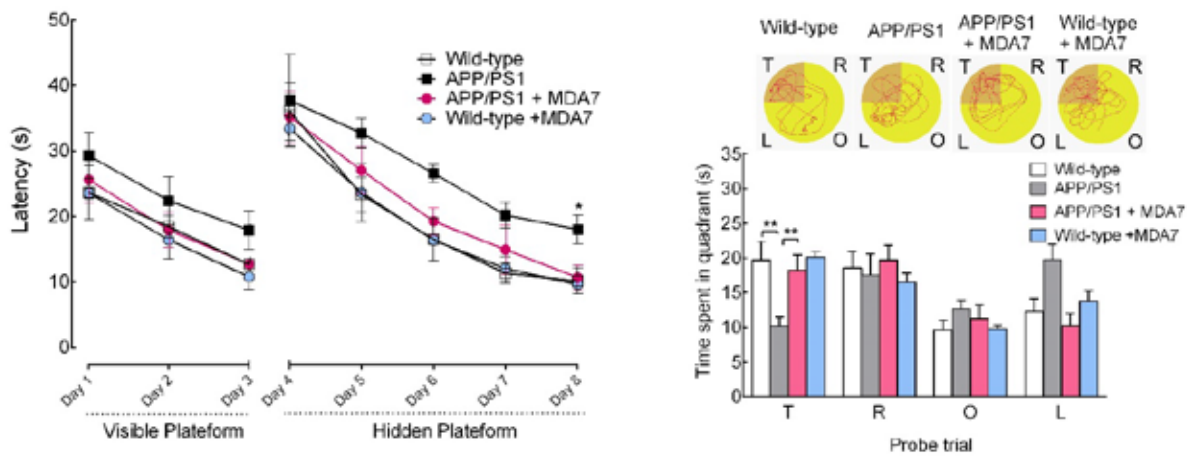 50
40
30
20
10
0
Latency (s)
Wild-type
APP/PS1
APP/PS1 + MDA7
Wild-type +MDA7
Day 1
Day 2
Day 3
Day 4
Day 5
Day 6
Day 7
Day 8
*
Visible Plateform
Hidden Plateform
Wild-type
APP/PS1
APP/PS1
+ MDA7
Wild-type
+ MDA7
T R T R T R T R
L O L O L O L O
35
30
25
20
15
10
5
0
Time spent in quadrant (s)
Wild-type
APP/PS1
APP/PS1 + MDA7
Wild-type +MDA7
** **
T R O L
Probe trial